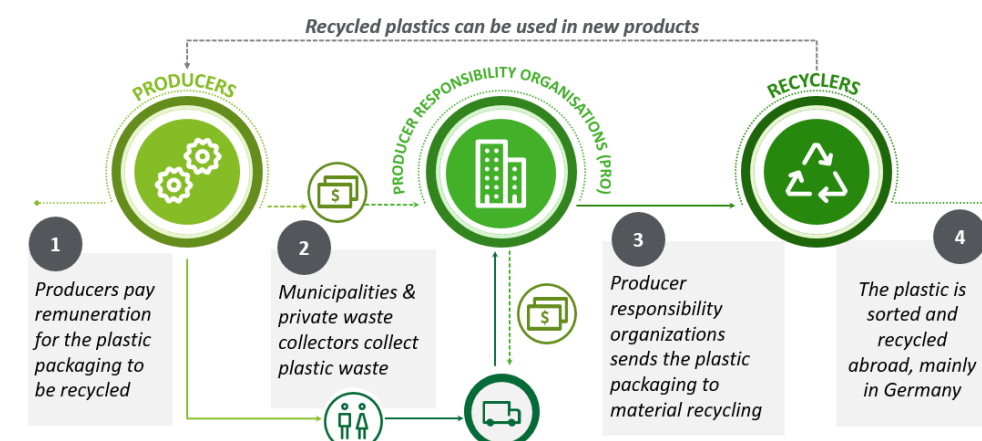 Recycled plastics can be used in new products
PRODUCERS
PRODUCER RESPONSIBILITY ORGANISATIONS (PRO)
RECYCLERS
$
1
Producers pay
remuneration
for the plastic
packaging to
be recycled
2
Municipalities &
private waste
collectors collect
plastic waste
$
3
Producer
responsibility
organizations
sends the plastic
packaging to
material recycling
4
The plastic is
sorted and
recycled
abroad, mainly
in Germany